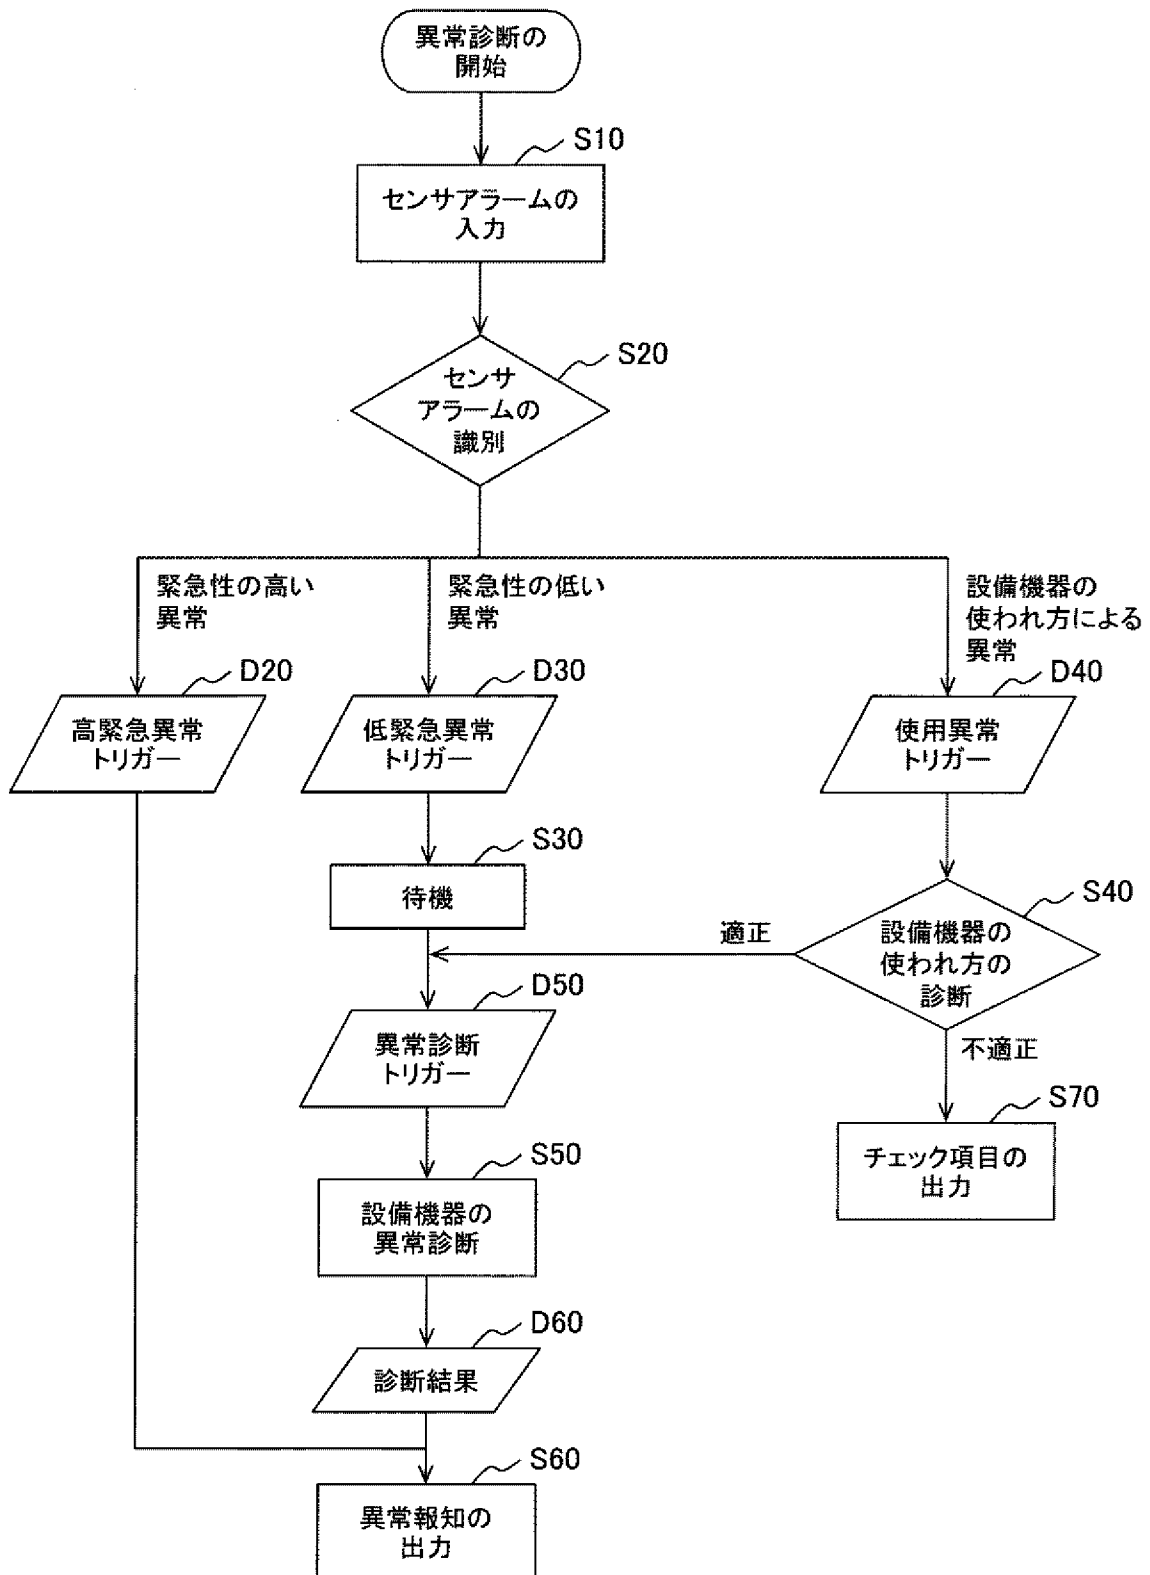 異常診断の
開始
S10
センサアラームの
入力
S20
センサ
アラームの
識別
緊急性の高い
異常
緊急性の低い
異常
設備機器の
使われ方による
異常
D20
高緊急異常
トリガー
D30
低緊急異常
トリガー
D40
使用異常
トリガー
S30
待機
S40
設備機器の
使われ方の
診断
適正
不適正
D50
異常診断
トリガー
S70
チェック項目の
出力
S50
設備機器の
異常診断
D60
診断結果
S60
異常報知の
出力